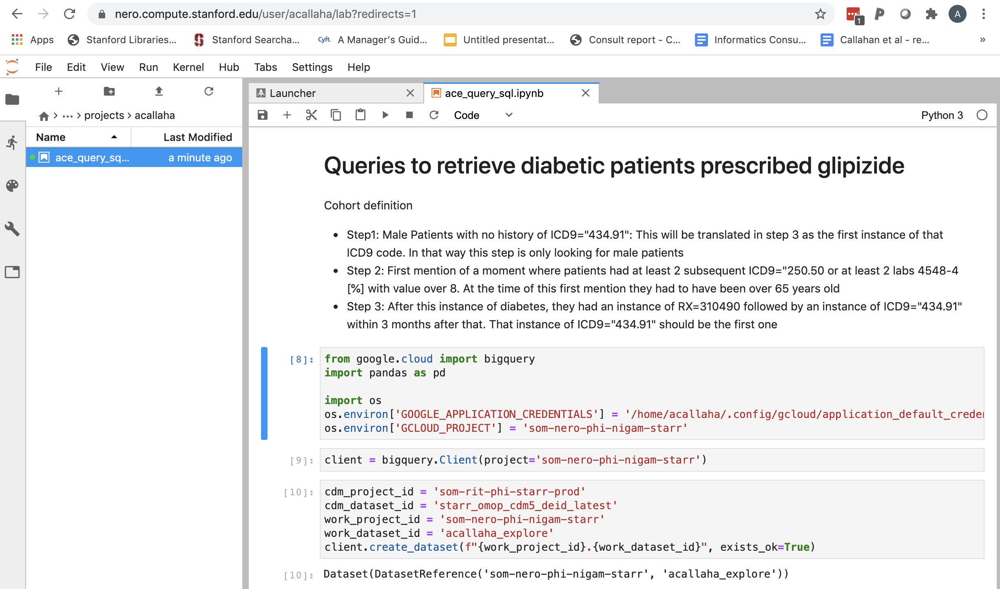 nero.compute.stanford.edu/user/acallaha/lab?redirects=1
1
A
Apps
Stanford Libraries...
Stanford Searcha...
Cyft. A Manager's Guid...
Untitled presentat...
Consult report - C...
Informatics Consu...
Callahan et al - re...
»
File Edit View Run Kernel Hub Tabs Settings Help
Launcher
ace_query_sql.ipynb
... > projects > acallaha
Code
Python 3
Name
Last Modified
ace_query_sq...
a minute ago
Queries to retrieve diabetic patients prescribed glipizide
Cohort definition
• Step1: Male Patients with no history of ICD9="434.91": This will be translated in step 3 as the first instance of that
ICD9 code. In that way this step is only looking for male patients
• Step 2: First mention of a moment where patients had at least 2 subsequent ICD9="250.50 or at least 2 labs 4548-4
[%] with value over 8. At the time of this first mention they had to have been over 65 years old
• Step 3: After this instance of diabetes, they had an instance of RX=310490 followed by an instance of ICD9="434.91"
within 3 months after that. That instance of ICD9="434.91" should be the first one
[8]:
from google.cloud import bigquery
import pandas as pd
import os
os.environ['GOOGLE_APPLICATION_CREDENTIALS'] = '/home/acallaha/.config/gcloud/application_default_creden
os.environ['GCLOUD_PROJECT'] = 'som-nero-phi-nigam-starr'
[9]:
client = bigquery.Client(project='som-nero-phi-nigam-starr')
[10]:
cdm_project_id = 'som-rit-phi-starr-prod'
cdm_dataset_id = 'starr_omop_cdm5_deid_latest'
work_project_id = 'som-nero-phi-nigam-starr'
work_dataset_id = 'acallaha_explore'
client.create_dataset(f"{work_project_id}.{work_dataset_id}", exists_ok=True)
[10]:
Dataset(DatasetReference('som-nero-phi-nigam-starr', 'acallaha_explore'))